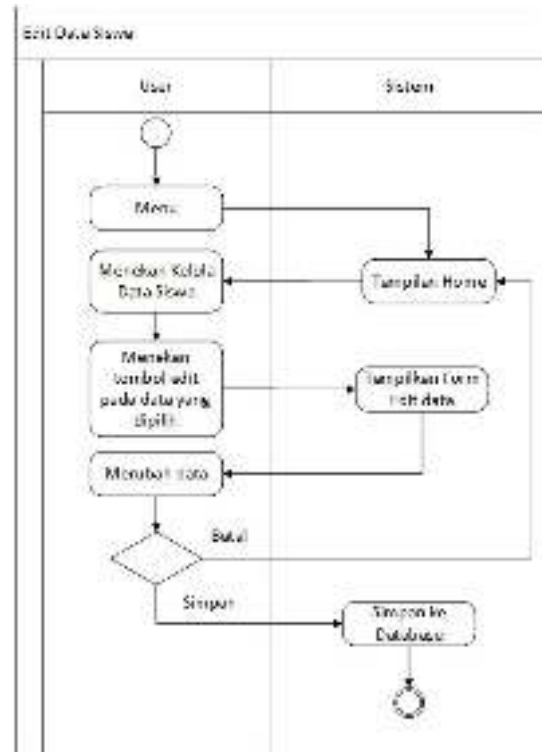 Edit Data Siswa
User
Sistem
Menu
Menekan Kelola
Data Siswa
Tampilan Home
Menekan
tombol edit
pada data yang
dipilih
Tampilkan Form
Edit data
Merubah data
Batal
Simpan
Simpan ke
Database